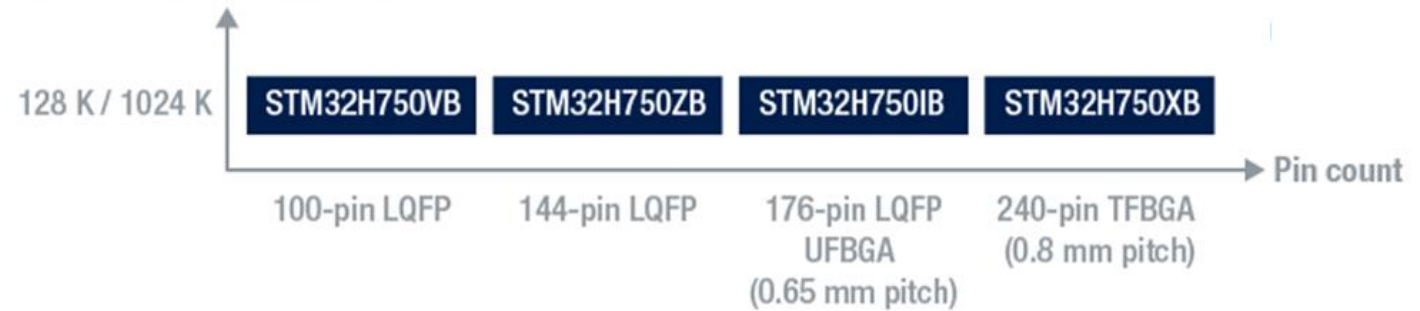 128 K / 1024 K
STM32H750VB STM32H750ZB STM32H750IB STM32H750XB
Pin count
100-pin LQFP 144-pin LQFP 176-pin LQFP 240-pin TFBGA
UFBGA (0.8 mm pitch)
(0.65 mm pitch)